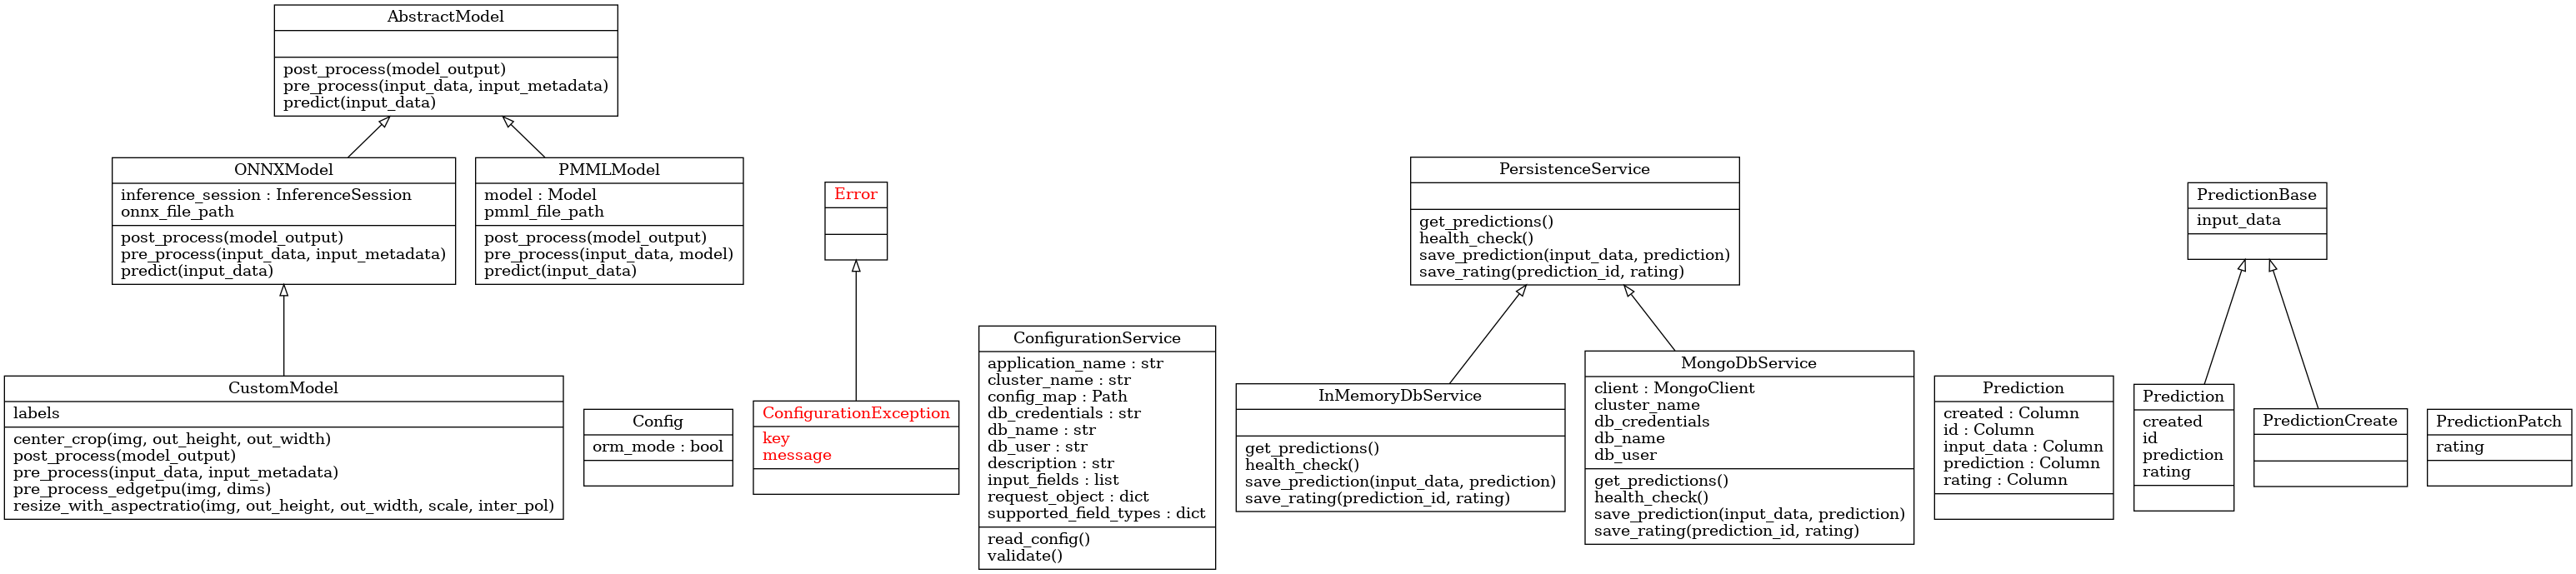 AbstractModel
post_process(model_output)
pre_process(input_data, input_metadata)
predict(input_data)
ONNXModel
inference_session : InferenceSession
onnx_file_path
post_process(model_output)
pre_process(input_data, input_metadata)
predict(input_data)
PMMLModel
model : Model
pmml_file_path
post_process(model_output)
pre_process(input_data, model)
predict(input_data)
Error
PersistenceService
get_predictions()
health_check()
save_prediction(input_data, prediction)
save_rating(prediction_id, rating)
PredictionBase
input_data
CustomModel
labels
center_crop(img, out_height, out_width)
post_process(model_output)
pre_process(input_data, input_metadata)
pre_process_edgetpu(img, dims)
resize_with_aspectratio(img, out_height, out_width, scale, inter_pol)
Config
orm_mode : bool
ConfigurationException
key
message
ConfigurationService
application_name : str
cluster_name : str
config_map : Path
db_credentials : str
db_name : str
db_user : str
description : str
input_fields : list
request_object : dict
supported_field_types : dict
read_config()
validate()
InMemoryDbService
get_predictions()
health_check()
save_prediction(input_data, prediction)
save_rating(prediction_id, rating)
MongoDbService
client : MongoClient
cluster_name
db_credentials
db_name
db_user
get_predictions()
health_check()
save_prediction(input_data, prediction)
save_rating(prediction_id, rating)
Prediction
created : Column
id : Column
input_data : Column
prediction : Column
rating : Column
Prediction
created
id
prediction
rating
PredictionCreate
PredictionPatch
rating